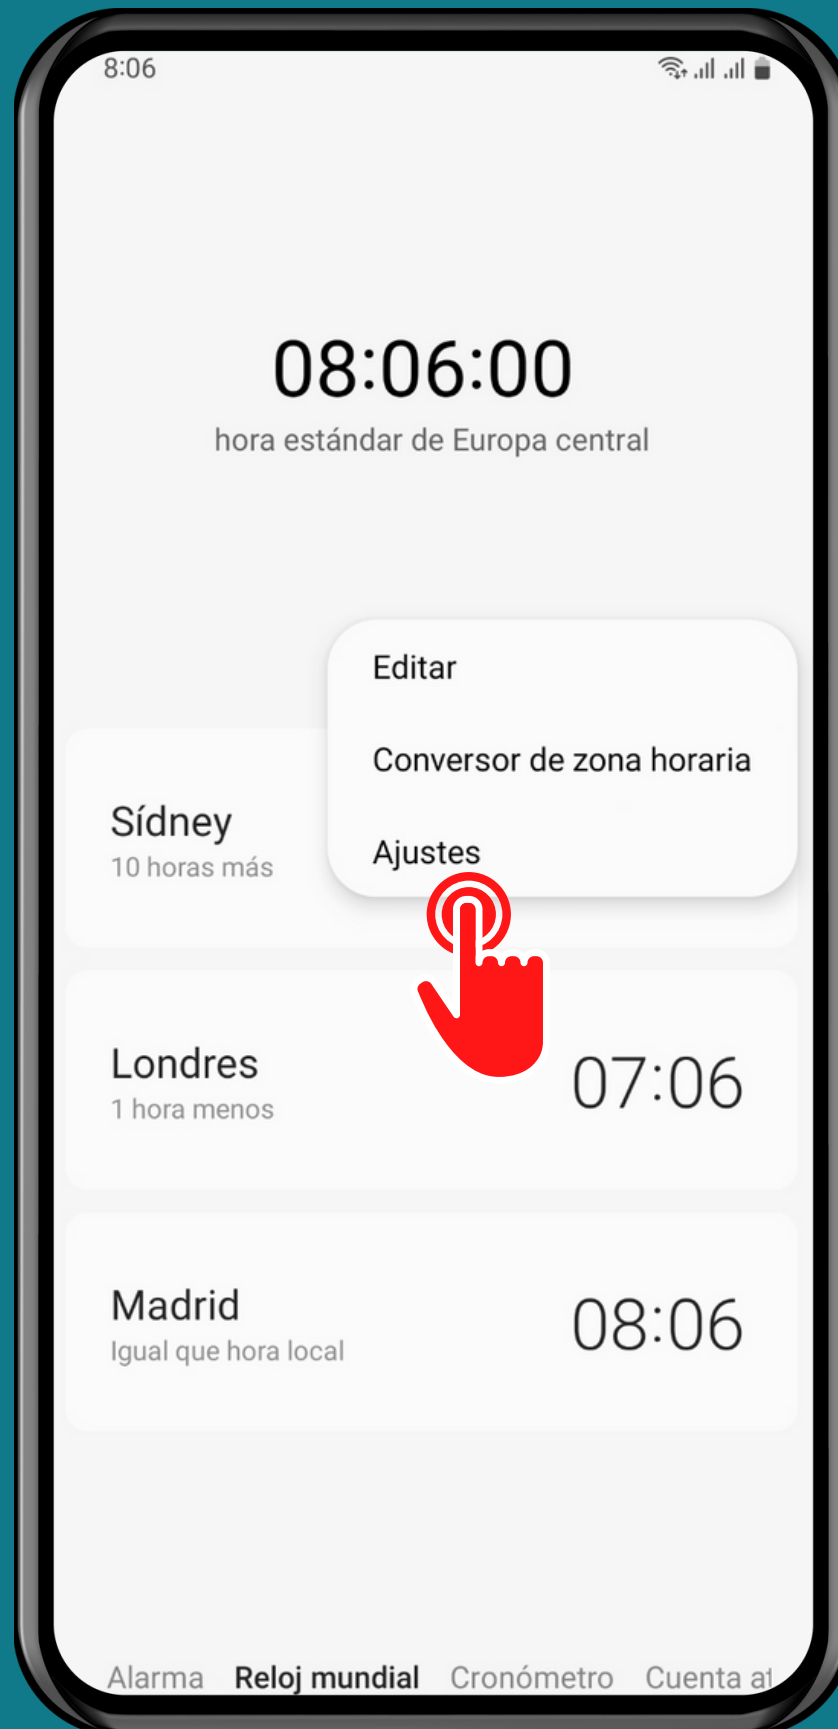 8:06
08:06:00
hora estándar de Europa central
Editar
Conversor de zona horaria
Ajustes
Sídney
10 horas más
Londres
1 hora menos
07:06
Madrid
Igual que hora local
08:06
Alarma Reloj mundial Cronómetro Cuenta